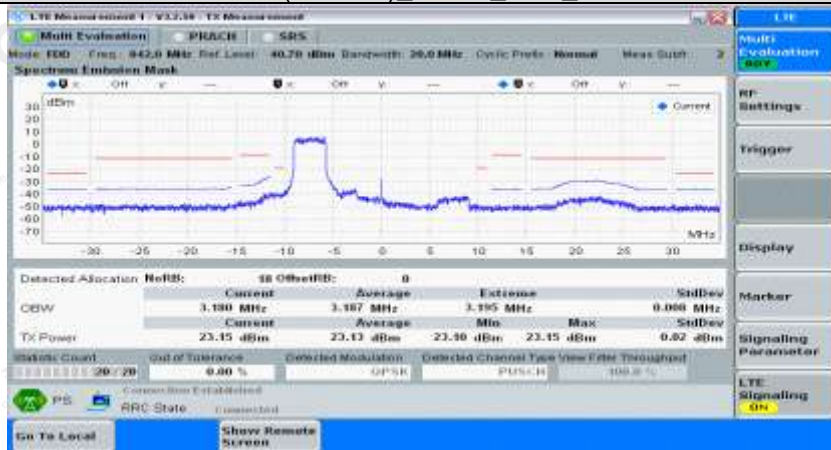 LTE Measurement 1 - V3.2.50 - TX Measurement
LTE
Multi Evaluation PRACH SRS
Multi Evaluation
RDY
Mode: FDD Freq.: 842.0 MHz Ref. Level: 40.70 dBm Bandwidth: 20.0 MHz Cyclic Prefix: Normal Meas Subfr.: 2
Spectrum Emission Mask
x: Off y: --- x: Off y: --- x: Off y: ---
dBm
Current
30
20
10
0
-10
-20
-30
-40
-50
-60
-70
MHz
-30 -25 -20 -15 -10 -5 0 5 10 15 20 25 30
RF Settings
Trigger
Display
Marker
Signaling Parameter
LTE Signaling
ON
Detected Allocation NoRB: 18 OffsetRB: 0
Current Average Extreme StdDev
OBW 3.180 MHz 3.187 MHz 3.195 MHz 0.008 MHz
Current Average Min Max StdDev
TX Power 23.15 dBm 23.13 dBm 23.10 dBm 23.15 dBm 0.02 dBm
Statistic Count Out of Tolerance Detected Modulation Detected Channel Type View Filter Throughput
20 / 20 0.00 % QPSK PUSCH 100.0 %
PS Connection Established
RRC State Connected
Go To Local Show Remote Screen